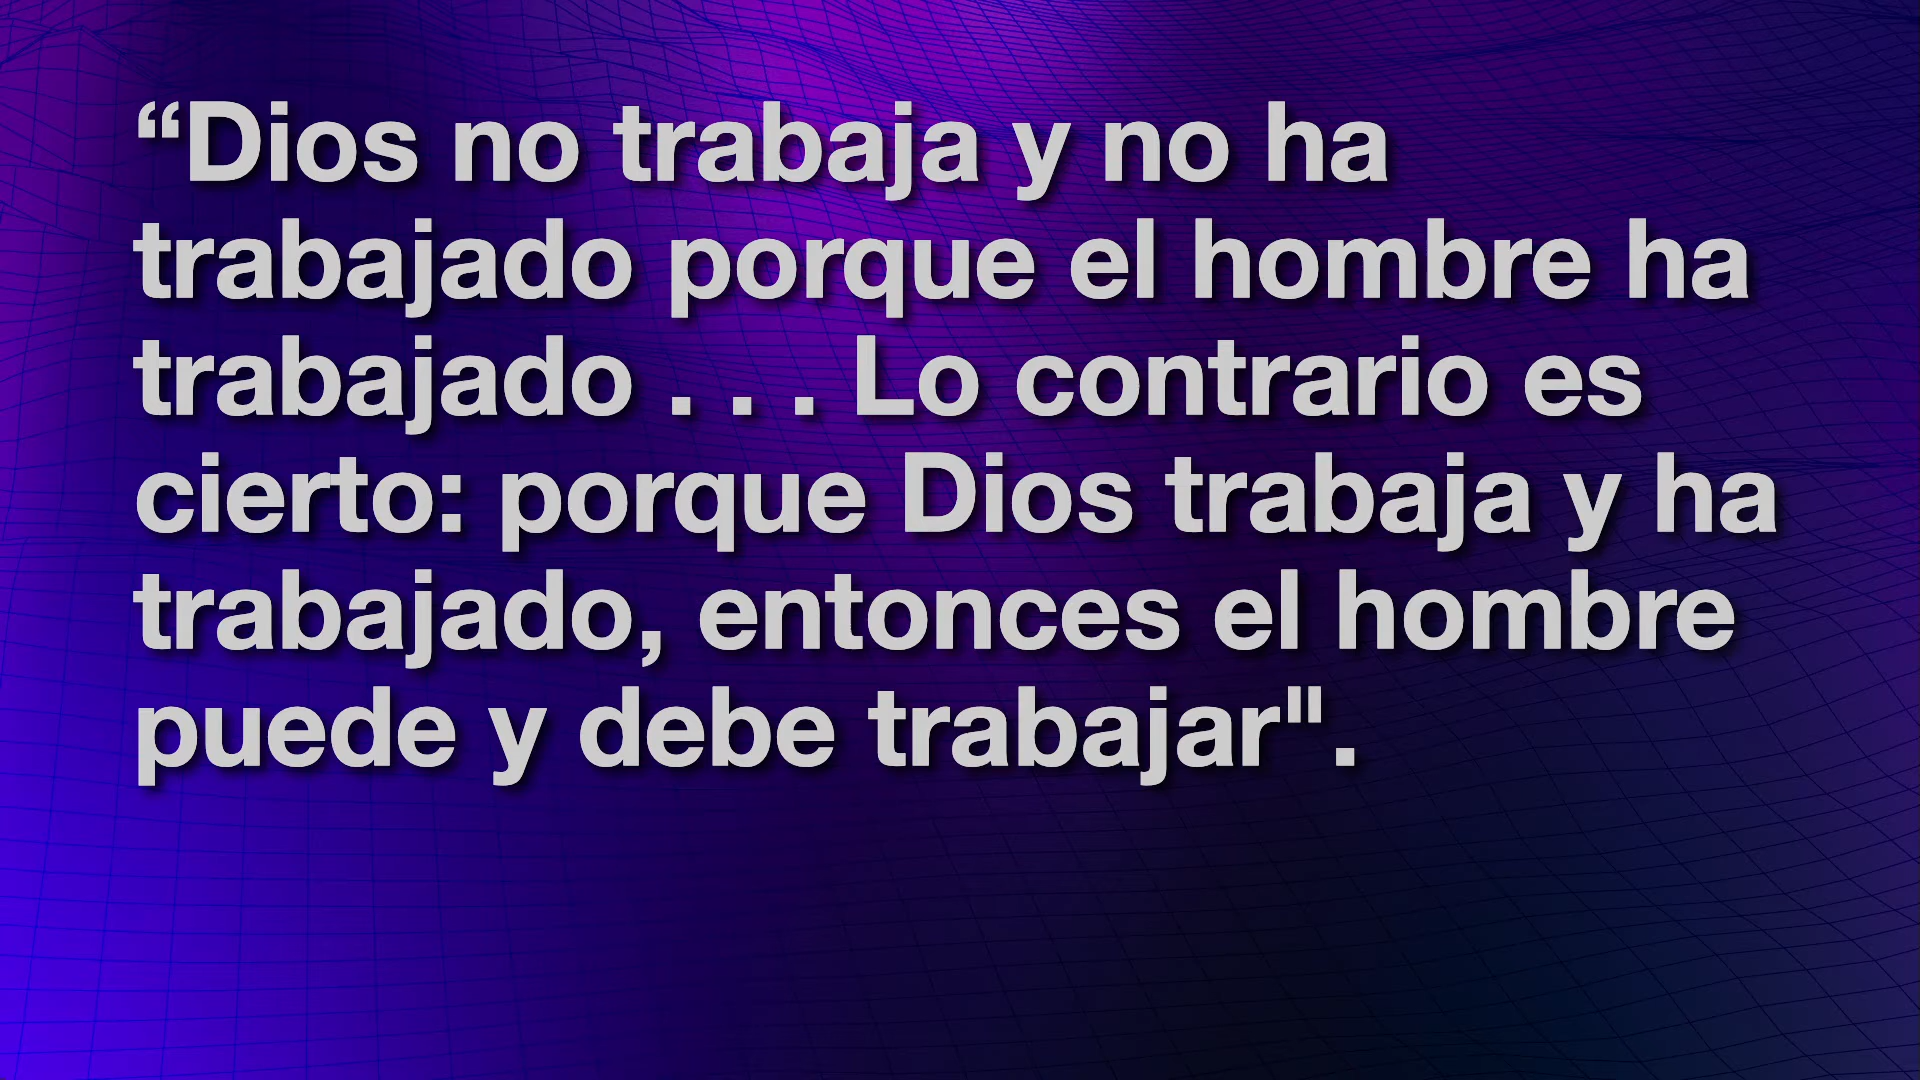 “Dios no trabaja y no ha
trabajado porque el hombre ha
trabajado . . . Lo contrario es
cierto: porque Dios trabaja y ha
trabajado, entonces el hombre
puede y debe trabajar".